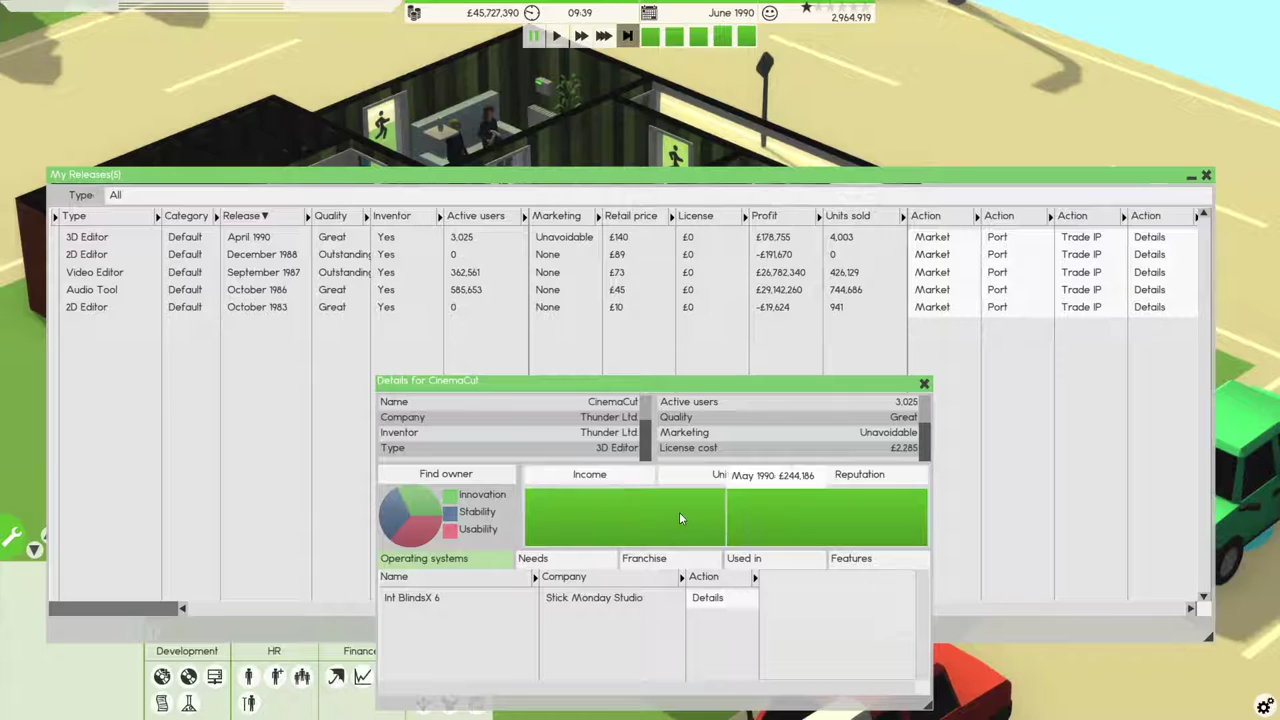 £45,727,390 09:39 June 1990 2,964,919
My Releases(5)
Type: All
Type Category Release▼ Quality Inventor Active users Marketing Retail price License Profit Units sold Action Action Action Action
3D Editor Default April 1990 Great Yes 3,025 Unavoidable £140 £0 £178,755 4,003 Market Port Trade IP Details
2D Editor Default December 1988 Outstanding Yes 0 None £89 £0 -£191,670 0 Market Port Trade IP Details
Video Editor Default September 1987 Outstanding Yes 362,561 None £73 £0 £26,782,340 426,129 Market Port Trade IP Details
Audio Tool Default October 1986 Great Yes 585,653 None £45 £0 £29,142,260 744,686 Market Port Trade IP Details
2D Editor Default October 1983 Great Yes 0 None £10 £0 -£19,624 941 Market Port Trade IP Details
Details for CinemaCut
Name CinemaCut Active users 3,025
Company Thunder Ltd. Quality Great
Inventor Thunder Ltd. Marketing Unavoidable
Type 3D Editor License cost £2,285
Find owner Income Uni May 1990: £244,186 Reputation
Innovation
Stability
Usability
Operating systems Needs Franchise Used in Features
Name Company Action
Int BlindsX 6 Stick Monday Studio Details
Development HR Finance